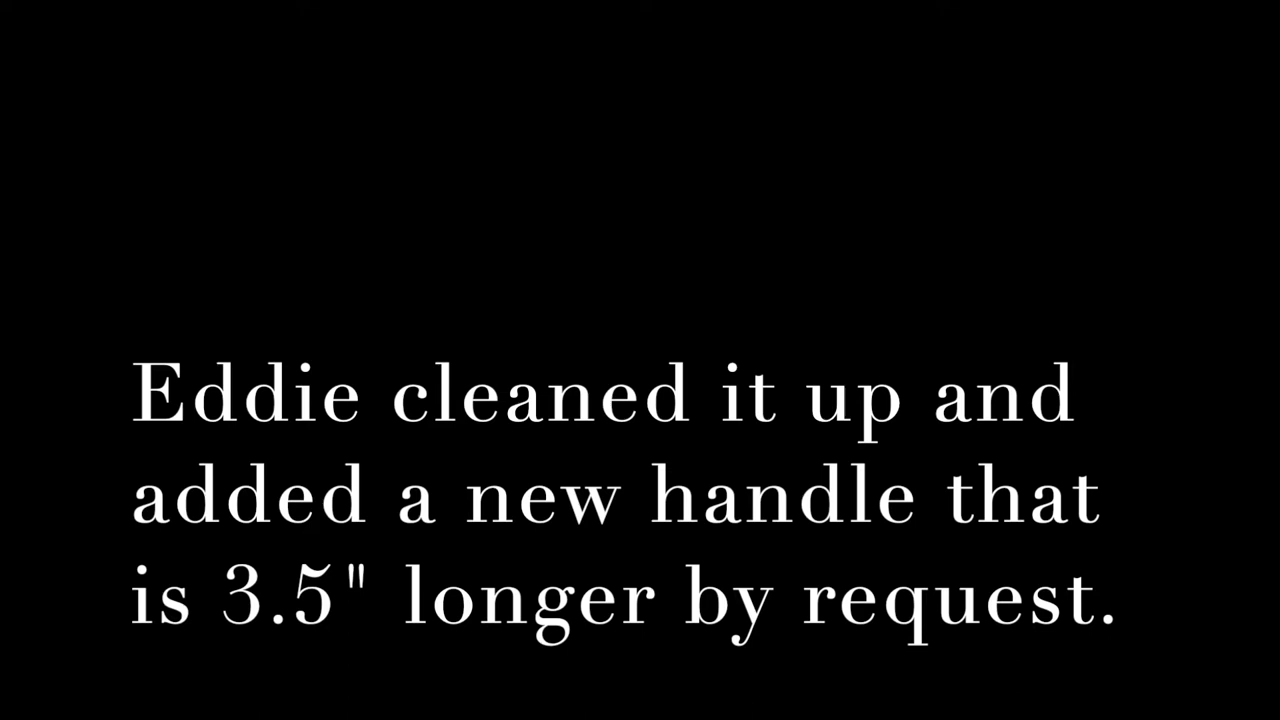 Eddie cleaned it up and
added a new handle that
is 3.5" longer by request.